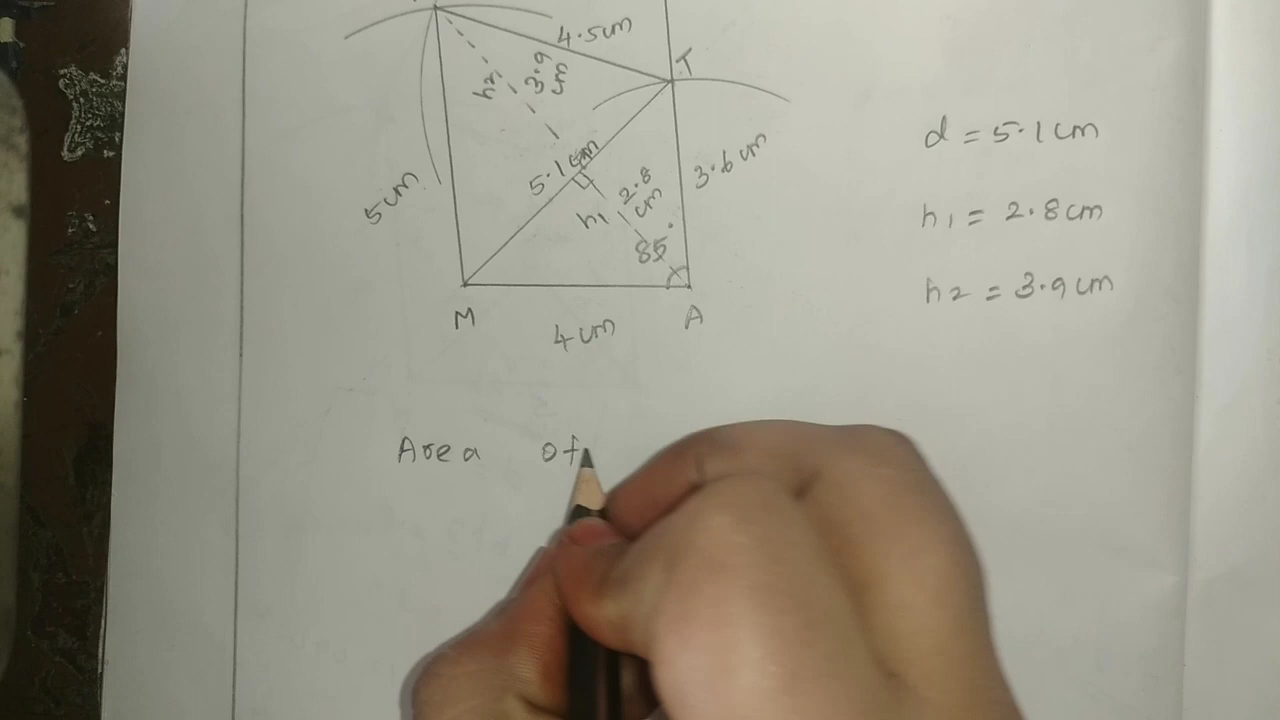 4.5cm
T
h2
3.9
cm
5.1cm
3.6cm
2.8
cm
h1
5cm
85°
M
A
4cm
d = 5.1cm
h1 = 2.8cm
h2 = 3.9cm
Area of